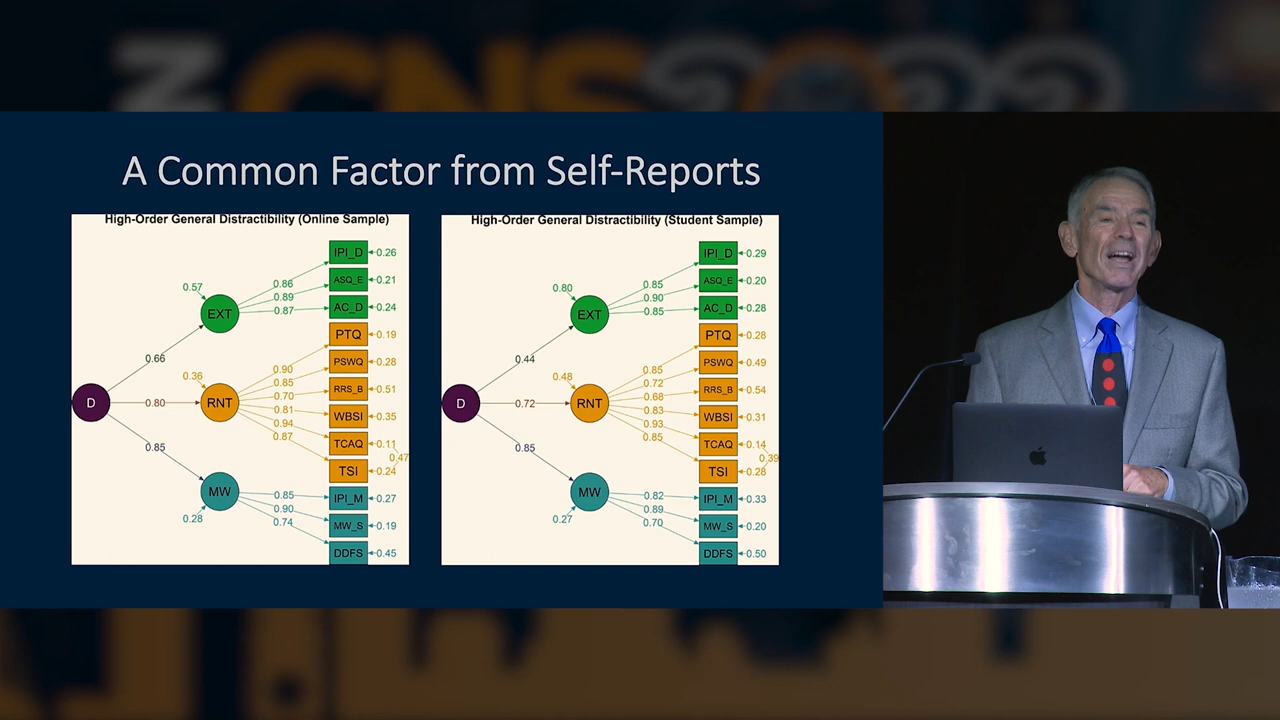 CNS2022
A Common Factor from Self-Reports
High-Order General Distractibility (Online Sample)
IPI_D
0.26
ASQ_E
0.21
AC_D
0.24
PTQ
0.19
PSWQ
0.28
RRS_B
0.51
WBSI
0.35
TCAQ
0.11
0.47
TSI
0.24
IPI_M
0.27
MW_S
0.19
DDFS
0.45
0.57
EXT
0.86
0.89
0.87
0.66
0.36
D
0.80
RNT
0.90
0.85
0.70
0.81
0.94
0.87
0.85
MW
0.28
0.85
0.90
0.74
High-Order General Distractibility (Student Sample)
IPI_D
0.29
ASQ_E
0.20
AC_D
0.28
PTQ
0.28
PSWQ
0.49
RRS_B
0.54
WBSI
0.31
TCAQ
0.14
0.39
TSI
0.28
IPI_M
0.33
MW_S
0.20
DDFS
0.50
0.80
EXT
0.85
0.90
0.85
0.44
0.48
D
0.72
RNT
0.85
0.72
0.68
0.83
0.93
0.85
0.85
MW
0.27
0.82
0.89
0.70